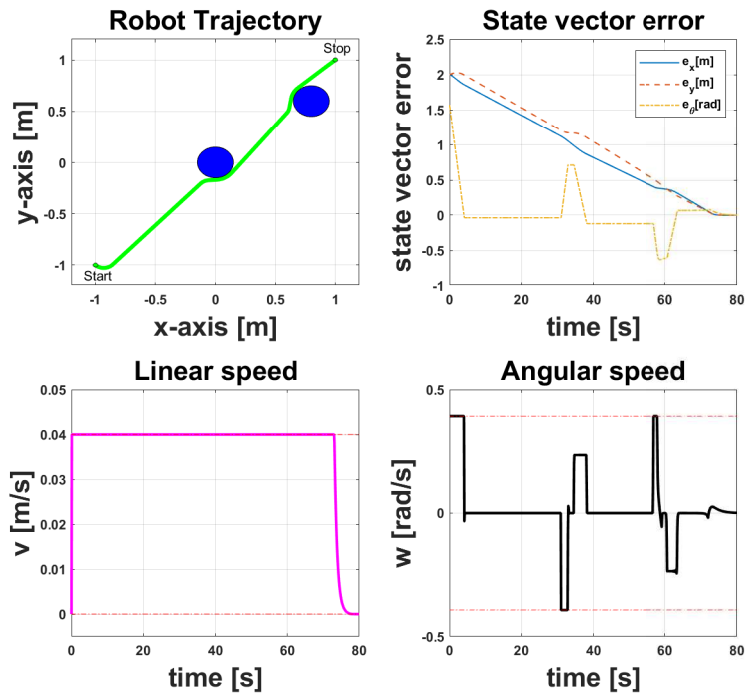 Robot Trajectory
Stop
1
0.5
0
-0.5
-1
Start
-1
-0.5
0
0.5
1
y-axis [m]
x-axis [m]
State vector error
2.5
2
1.5
1
0.5
0
-0.5
-1
0
20
40
60
80
e_x[m]
e_y[m]
e_θ[rad]
state vector error
time [s]
Linear speed
0.05
0.04
0.03
0.02
0.01
0
0
20
40
60
80
v [m/s]
time [s]
Angular speed
0.5
0
-0.5
0
20
40
60
80
w [rad/s]
time [s]